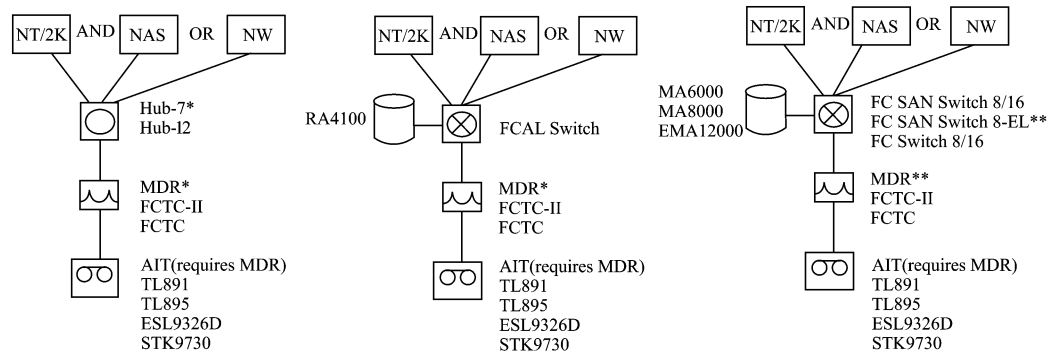 NT/2K AND NAS OR NW
Hub-7*
Hub-12
MDR*
FCTC-II
FCTC
AIT(requires MDR)
TL891
TL895
ESL9326D
STK9730
NT/2K AND NAS OR NW
RA4100
FCAL Switch
MDR*
FCTC-II
FCTC
AIT(requires MDR)
TL891
TL895
ESL9326D
STK9730
NT/2K AND NAS OR NW
MA6000
MA8000
EMA12000
FC SAN Switch 8/16
FC SAN Switch 8-EL**
FC Switch 8/16
MDR**
FCTC-II
FCTC
AIT(requires MDR)
TL891
TL895
ESL9326D
STK9730